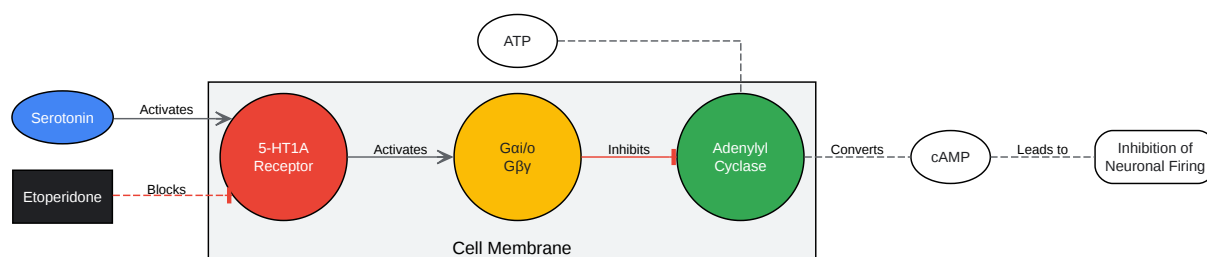 ATP
Serotonin
Activates
5-HT1A
Receptor
Activates
Gαi/o
Gβγ
Inhibits
Adenylyl
Cyclase
Converts
cAMP
Leads to
Inhibition of
Neuronal Firing
Etoperidone
Blocks
Cell Membrane